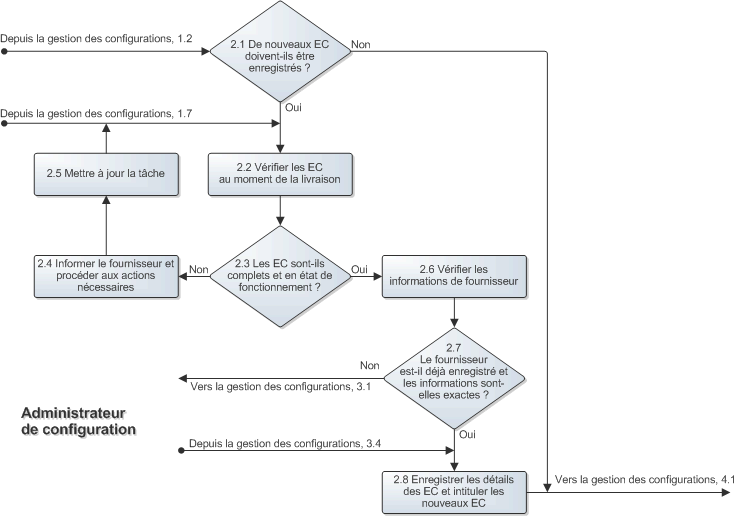 Depuis la gestion des configurations, 1.2
2.1 De nouveaux EC
doivent-ils être
enregistrés ?
Non
Oui
Depuis la gestion des configurations, 1.7
2.5 Mettre à jour la tâche
2.2 Vérifier les EC
au moment de la livraison
2.4 Informer le fournisseur et
procéder aux actions
nécessaires
Non
2.3 Les EC sont-ils
complets et en état de
fonctionnement ?
Oui
2.6 Vérifier les
informations de fournisseur
2.7
Le fournisseur
est-il déjà enregistré et
les informations sont-
elles exactes ?
Non
Vers la gestion des configurations, 3.1
Administrateur
de configuration
Oui
Depuis la gestion des configurations, 3.4
2.8 Enregistrer les détails
des EC et intituler les
nouveaux EC
Vers la gestion des configurations, 4.1